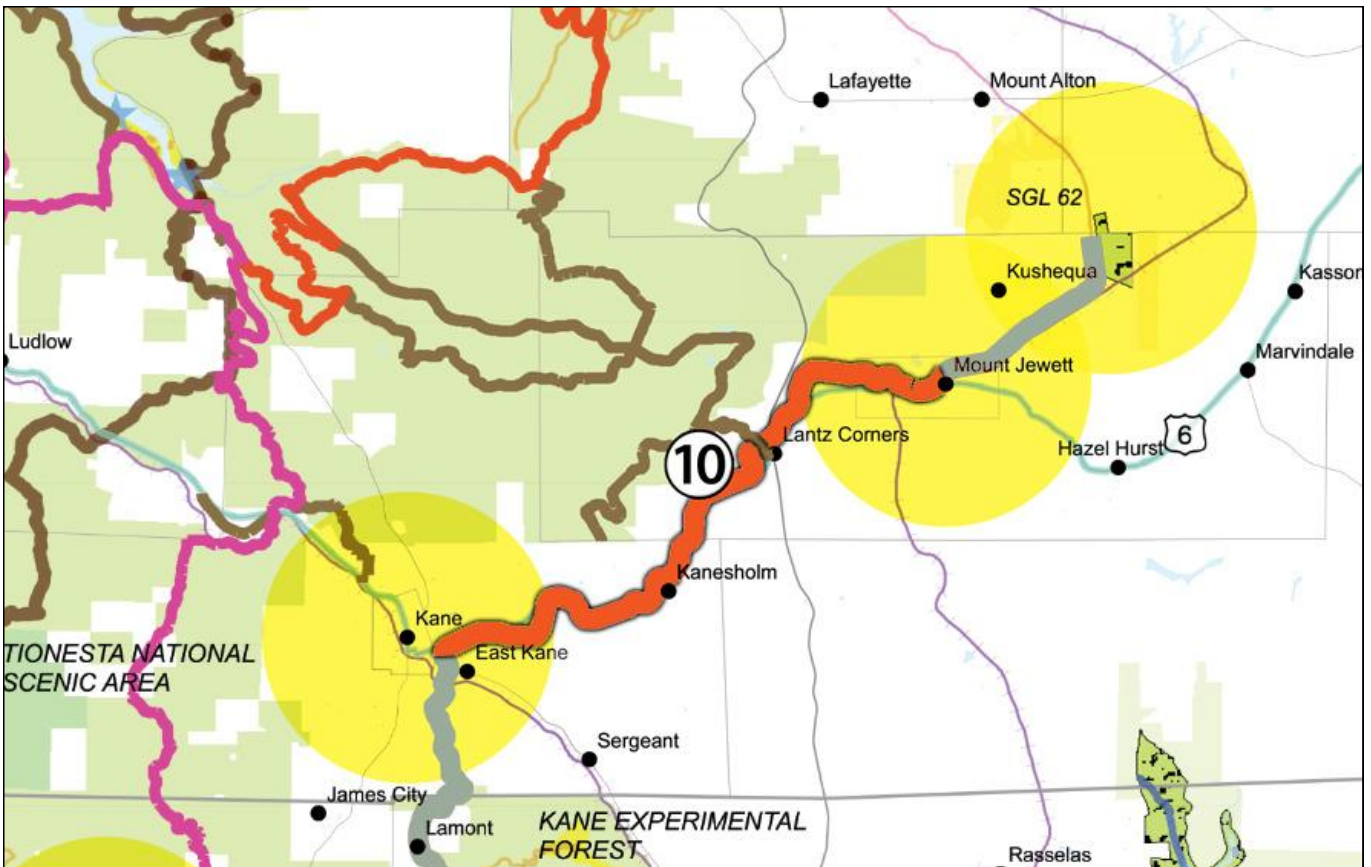 Lafayette
Mount Alton
SGL 62
Kushequa
Kasson
Ludlow
Mount Jewett
Marvindale
Lantz Corners
Hazel Hurst
6
10
Kanesholm
Kane
East Kane
TIONESTA NATIONAL
SCENIC AREA
Sergeant
James City
Lamont
KANE EXPERIMENTAL
FOREST
Rasselas